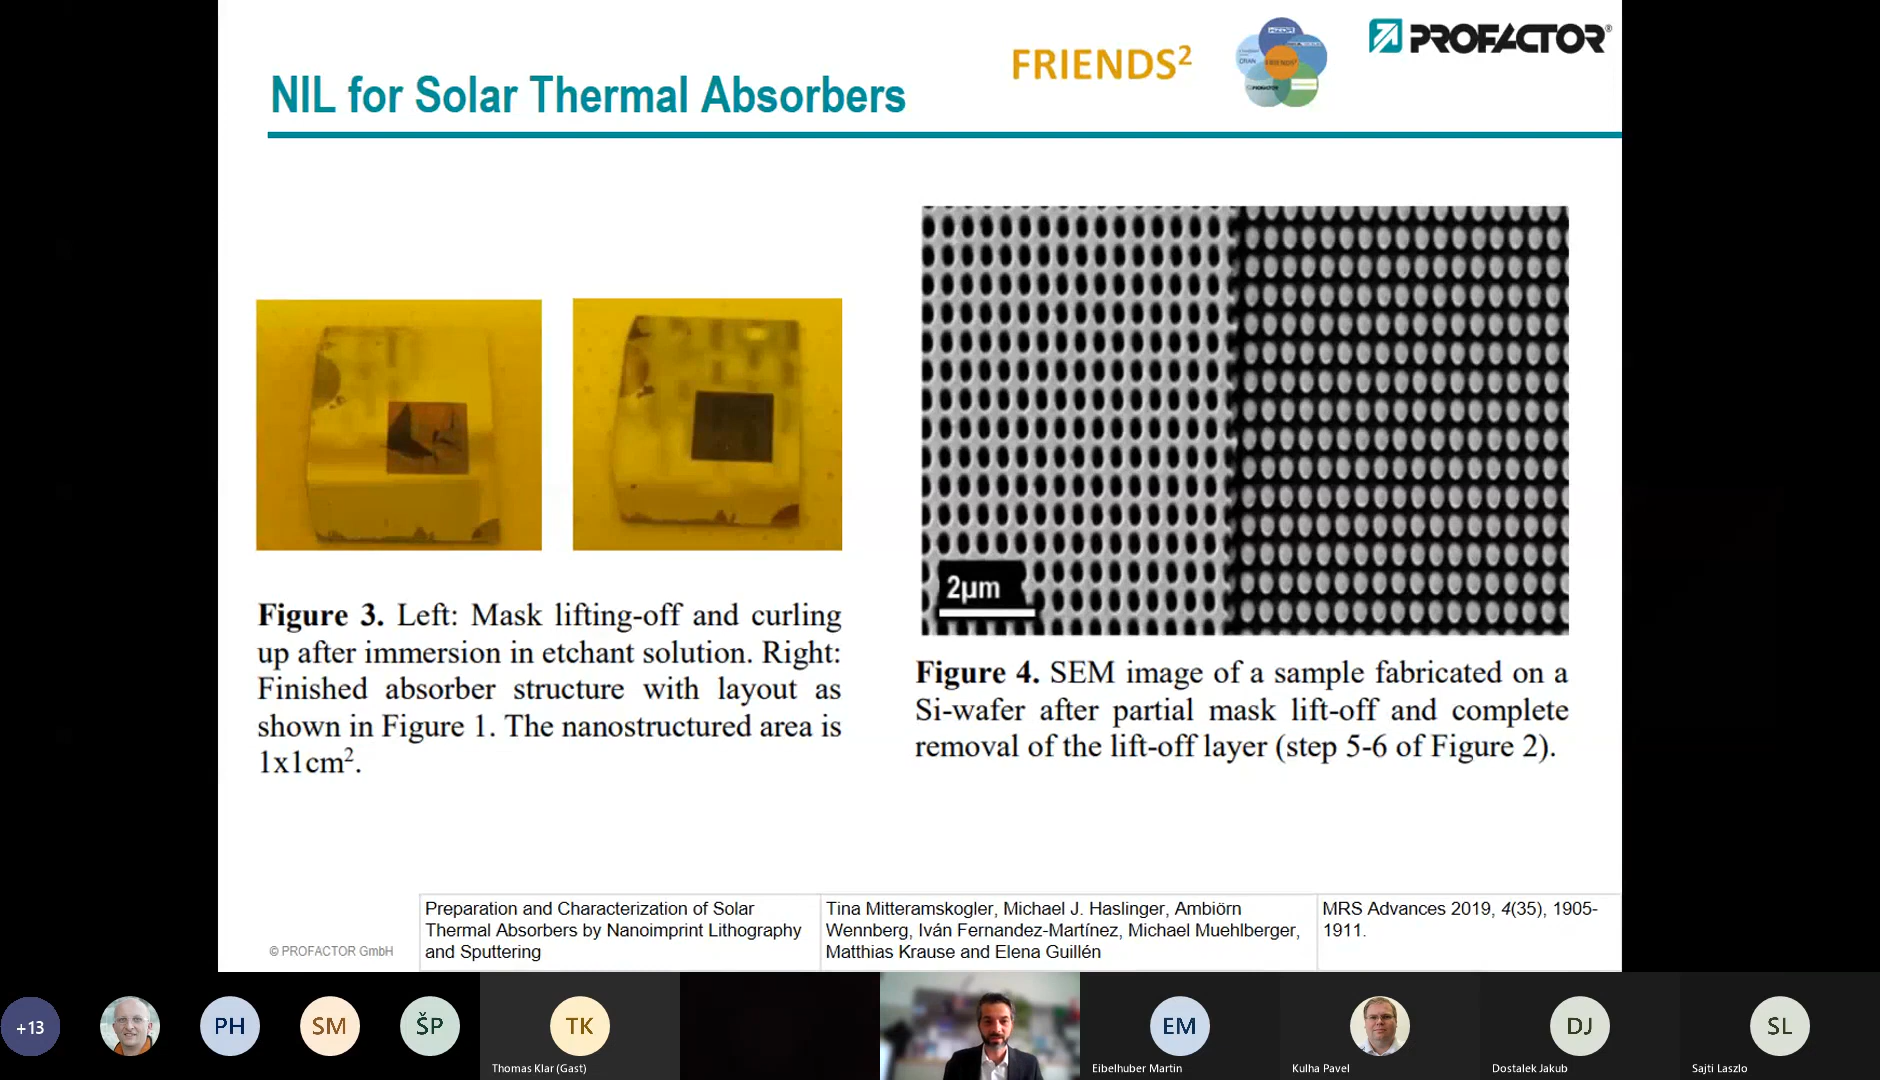 FRIENDS²
PROFACTOR®
NIL for Solar Thermal Absorbers
2µm
Figure 3. Left: Mask lifting-off and curling
up after immersion in etchant solution. Right:
Finished absorber structure with layout as
shown in Figure 1. The nanostructured area is
1x1cm².
Figure 4. SEM image of a sample fabricated on a
Si-wafer after partial mask lift-off and complete
removal of the lift-off layer (step 5-6 of Figure 2).
© PROFACTOR GmbH
Preparation and Characterization of Solar
Thermal Absorbers by Nanoimprint Lithography
and Sputtering
Tina Mitteramskogler, Michael J. Haslinger, Ambiörn
Wennberg, Iván Fernandez-Martínez, Michael Muehlberger,
Matthias Krause and Elena Guillén
MRS Advances 2019, 4(35), 1905-
1911.
+13
PH
SM
ŠP
TK
Thomas Klar (Gast)
EM
Eibelhuber Martin
Kulha Pavel
DJ
Dostalek Jakub
SL
Sajti Laszlo